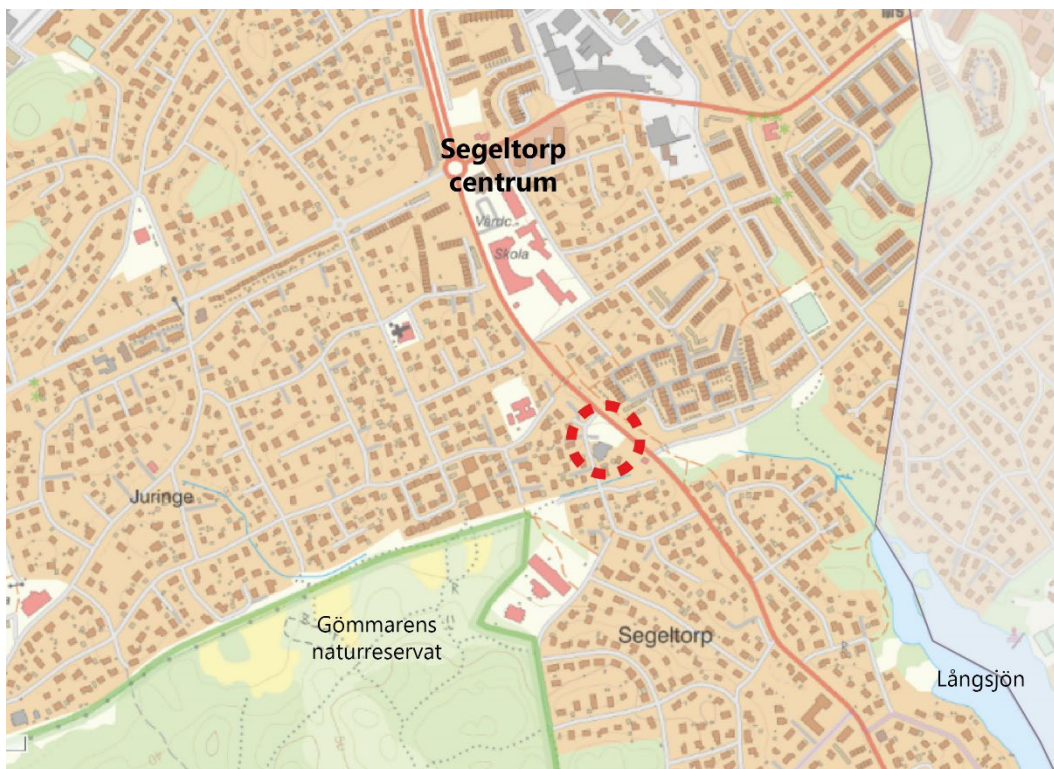 Segeltorp
centrum
Vårdc.
Skola
Juringe
Gömmarens
naturreservat
Segeltorp
Långsjön